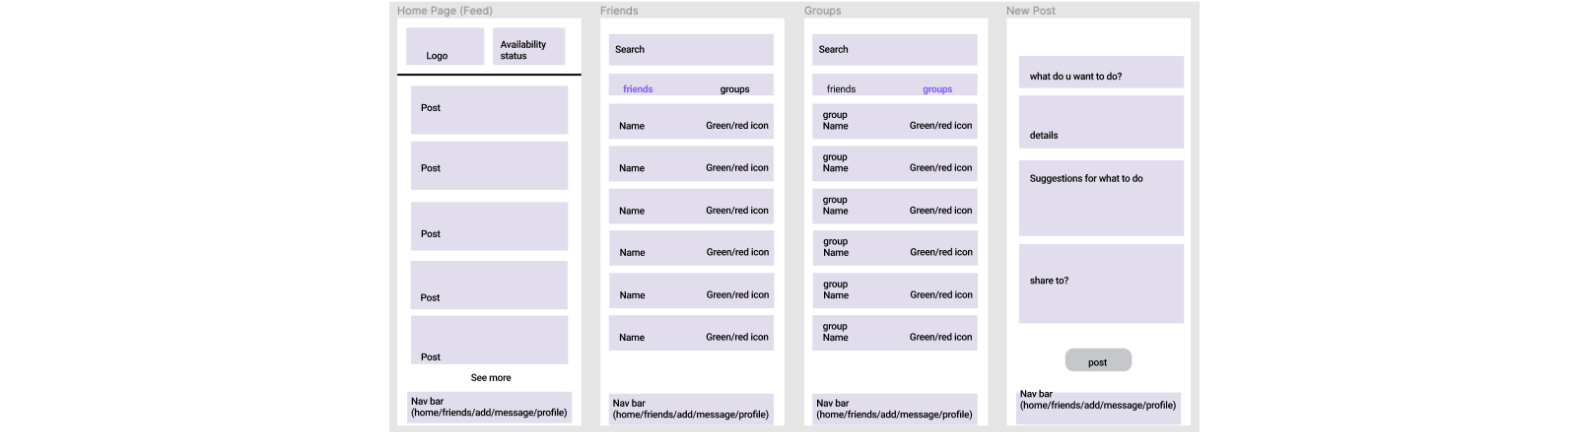 Home Page (Feed)
Logo
Availability
status
Post
Post
Post
Post
Post
See more
Nav bar
(home/friends/add/message/profile)
Friends
Search
friends groups
Name Green/red icon
Name Green/red icon
Name Green/red icon
Name Green/red icon
Name Green/red icon
Name Green/red icon
Nav bar
(home/friends/add/message/profile)
Groups
Search
friends groups
group
Name Green/red icon
group
Name Green/red icon
group
Name Green/red icon
group
Name Green/red icon
group
Name Green/red icon
group
Name Green/red icon
Nav bar
(home/friends/add/message/profile)
New Post
what do u want to do?
details
Suggestions for what to do
share to?
post
Nav bar
(home/friends/add/message/profile)